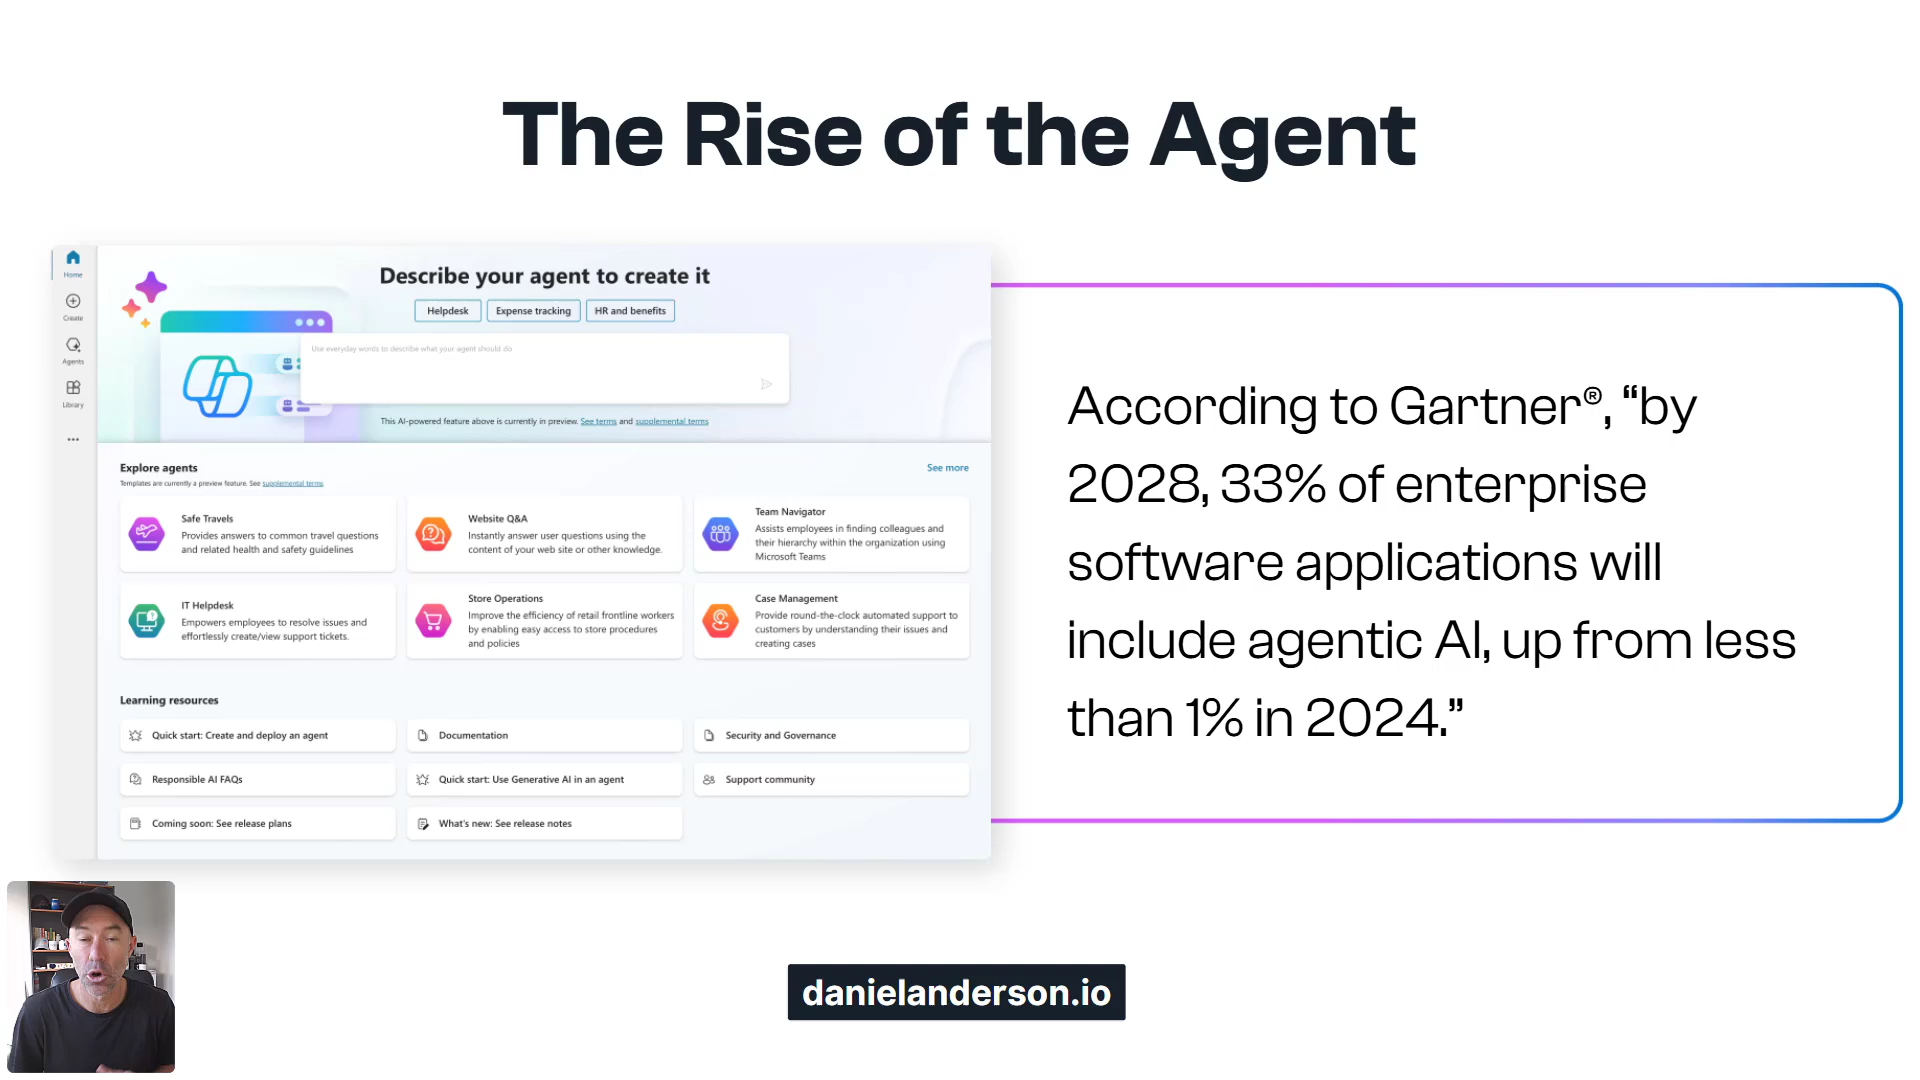 The Rise of the Agent
Home
Create
Agents
Library
Describe your agent to create it
Helpdesk
Expense tracking
HR and benefits
Use everyday words to describe what your agent should do
This AI-powered feature above is currently in preview. See terms and supplemental terms
Explore agents
See more
Templates are currently a preview feature. See supplemental terms
Safe Travels
Provides answers to common travel questions
and related health and safety guidelines
Website Q&A
Instantly answer user questions using the
content of your web site or other knowledge.
Team Navigator
Assists employees in finding colleagues and
their hierarchy within the organization using
Microsoft Teams
IT Helpdesk
Empowers employees to resolve issues and
effortlessly create/view support tickets.
Store Operations
Improve the efficiency of retail frontline workers
by enabling easy access to store procedures
and policies
Case Management
Provide round-the-clock automated support to
customers by understanding their issues and
creating cases
Learning resources
Quick start: Create and deploy an agent
Documentation
Security and Governance
Responsible AI FAQs
Quick start: Use Generative AI in an agent
Support community
Coming soon: See release plans
What's new: See release notes
According to Gartner®, “by
2028, 33% of enterprise
software applications will
include agentic AI, up from less
than 1% in 2024.”
danielanderson.io